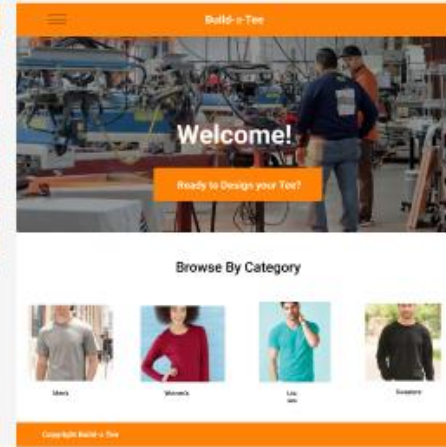 Build-a-Tee
Welcome!
Ready to Design your Tee?
Browse By Category
Men's
Women's
Sweaters
Copyright Build-a-Tee